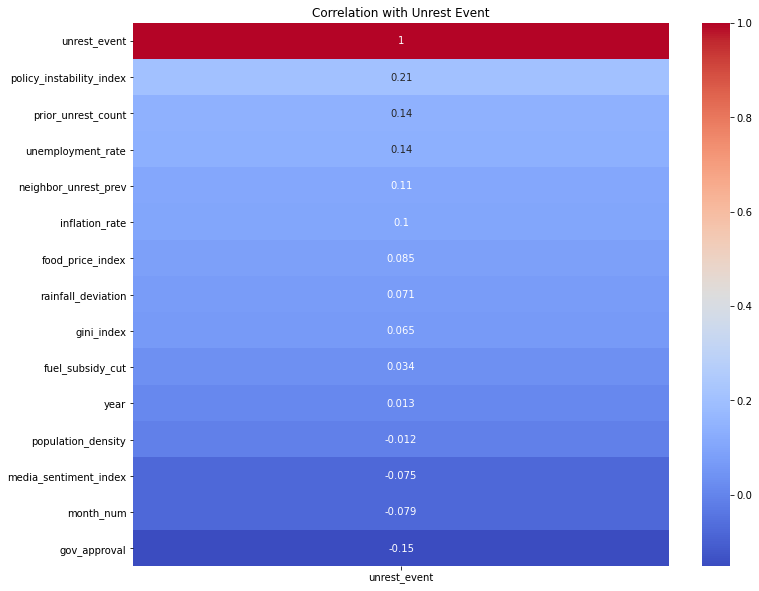 Correlation with Unrest Event
unrest_event 1
policy_instability_index 0.21
prior_unrest_count 0.14
unemployment_rate 0.14
neighbor_unrest_prev 0.11
inflation_rate 0.1
food_price_index 0.085
rainfall_deviation 0.071
gini_index 0.065
fuel_subsidy_cut 0.034
year 0.013
population_density -0.012
media_sentiment_index -0.075
month_num -0.079
gov_approval -0.15
unrest_event
1.0
0.8
0.6
0.4
0.2
0.0